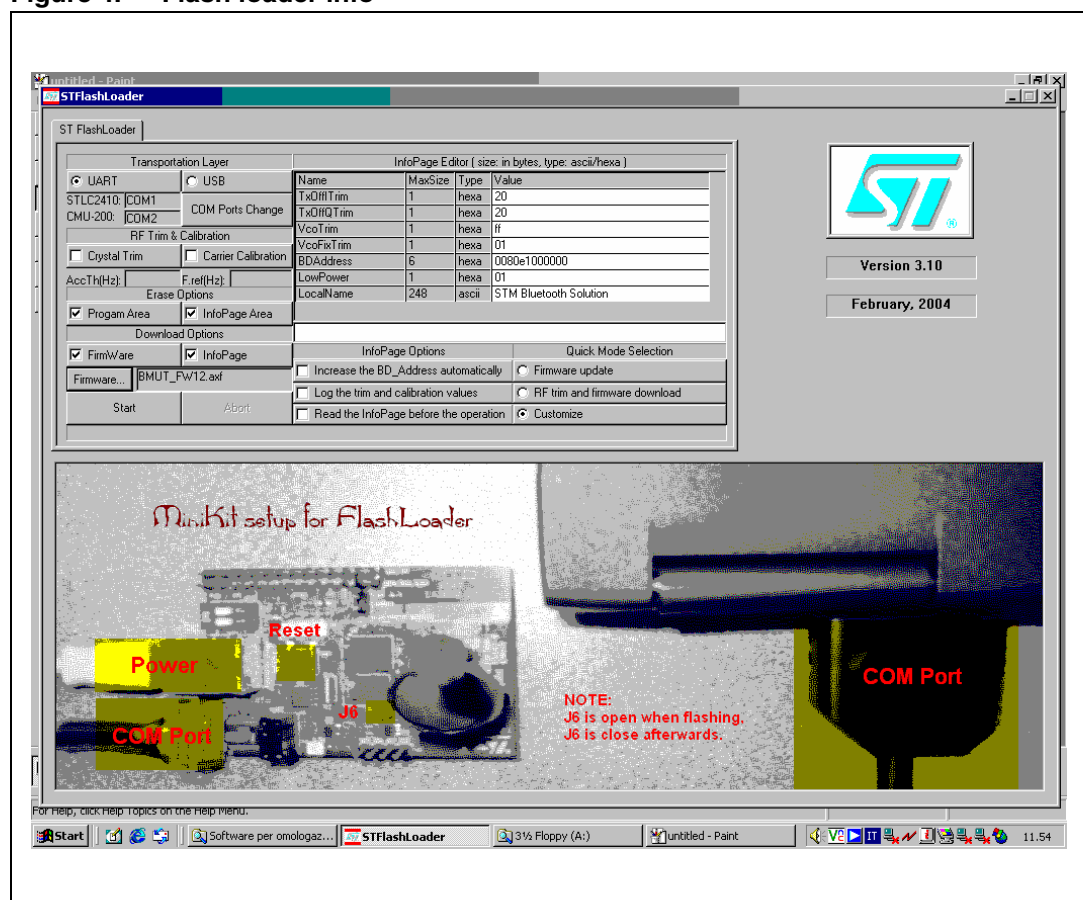 Figure 4. Flash loader info
untitled - Paint
STFlashLoader
ST FlashLoader
Transportation Layer
UART
USB
STLC2410: COM1
CMU-200: COM2
COM Ports Change
RF Trim & Calibration
Crystal Trim
Carrier Calibration
AccTh(Hz):
F.ref(Hz):
Erase Options
Progam Area
InfoPage Area
Download Options
FirmWare
InfoPage
Firmware...
BMUT_FW12.axf
Start
Abort
InfoPage Editor ( size: in bytes, type: ascii/hexa )
Name MaxSize Type Value
TxOffITrim 1 hexa 20
TxOffQTrim 1 hexa 20
VcoTrim 1 hexa ff
VcoFixTrim 1 hexa 01
BDAddress 6 hexa 0080e1000000
LowPower 1 hexa 01
LocalName 248 ascii STM Bluetooth Solution
InfoPage Options
Increase the BD_Address automatically
Log the trim and calibration values
Read the InfoPage before the operation
Quick Mode Selection
Firmware update
RF trim and firmware download
Customize
Version 3.10
February, 2004
MiniKit setup for FlashLoader
Reset
Power
J6
COM Port
NOTE:
J6 is open when flashing,
J6 is close afterwards.
COM Port
For Help, click Help Topics on the Help Menu.
Start
Software per omologaz...
STFlashLoader
3½ Floppy (A:)
untitled - Paint
IT
11.54